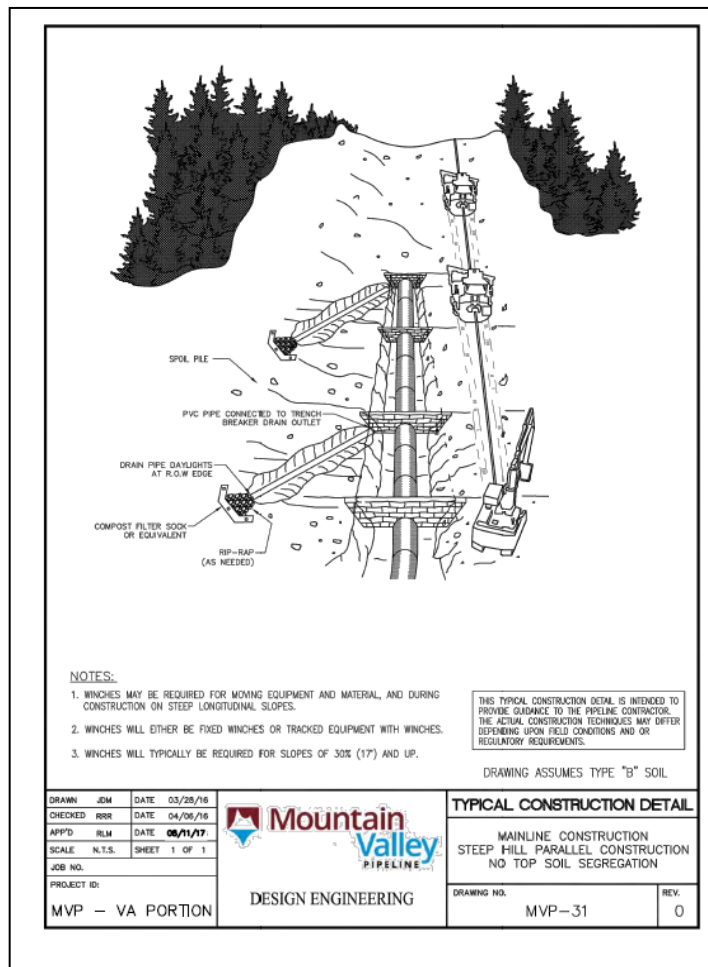 SPOIL PILE
PVC PIPE CONNECTED TO TRENCH
BREAKER DRAIN OUTLET
DRAIN PIPE DAYLIGHTS
AT R.O.W EDGE
COMPOST FILTER SOCK
OR EQUIVALENT
RIP-RAP
(AS NEEDED)
NOTES:
1. WINCHES MAY BE REQUIRED FOR MOVING EQUIPMENT AND MATERIAL, AND DURING
CONSTRUCTION ON STEEP LONGITUDINAL SLOPES.
2. WINCHES WILL EITHER BE FIXED WINCHES OR TRACKED EQUIPMENT WITH WINCHES.
3. WINCHES WILL TYPICALLY BE REQUIRED FOR SLOPES OF 30% (17°) AND UP.
THIS TYPICAL CONSTRUCTION DETAIL IS INTENDED TO
PROVIDE GUIDANCE TO THE PIPELINE CONTRACTOR.
THE ACTUAL CONSTRUCTION TECHNIQUES MAY DIFFER
DEPENDING UPON FIELD CONDITIONS AND OR
REGULATORY REQUIREMENTS.
DRAWING ASSUMES TYPE "B" SOIL
DRAWN JDM DATE 03/28/16
CHECKED RRR DATE 04/06/16
APP'D RLM DATE 08/11/17
SCALE N.T.S. SHEET 1 OF 1
JOB NO.
PROJECT ID:
MVP - VA PORTION
Mountain
Valley
PIPELINE
DESIGN ENGINEERING
TYPICAL CONSTRUCTION DETAIL
MAINLINE CONSTRUCTION
STEEP HILL PARALLEL CONSTRUCTION
NO TOP SOIL SEGREGATION
DRAWING NO. REV.
MVP-31 0